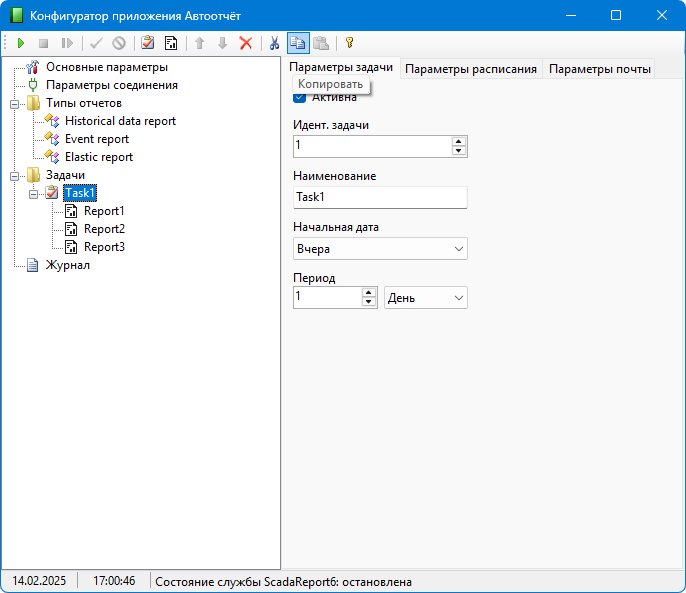 Конфигуратор приложения Автоотчёт
Основные параметры
Параметры соединения
Типы отчетов
Historical data report
Event report
Elastic report
Задачи
Task1
Report1
Report2
Report3
Журнал
Параметры задачи
Параметры расписания
Параметры почты
Копировать
Активна
Идент. задачи
1
Наименование
Task1
Начальная дата
Вчера
Период
1
День
14.02.2025
17:00:46
Состояние службы ScadaReport6: остановлена